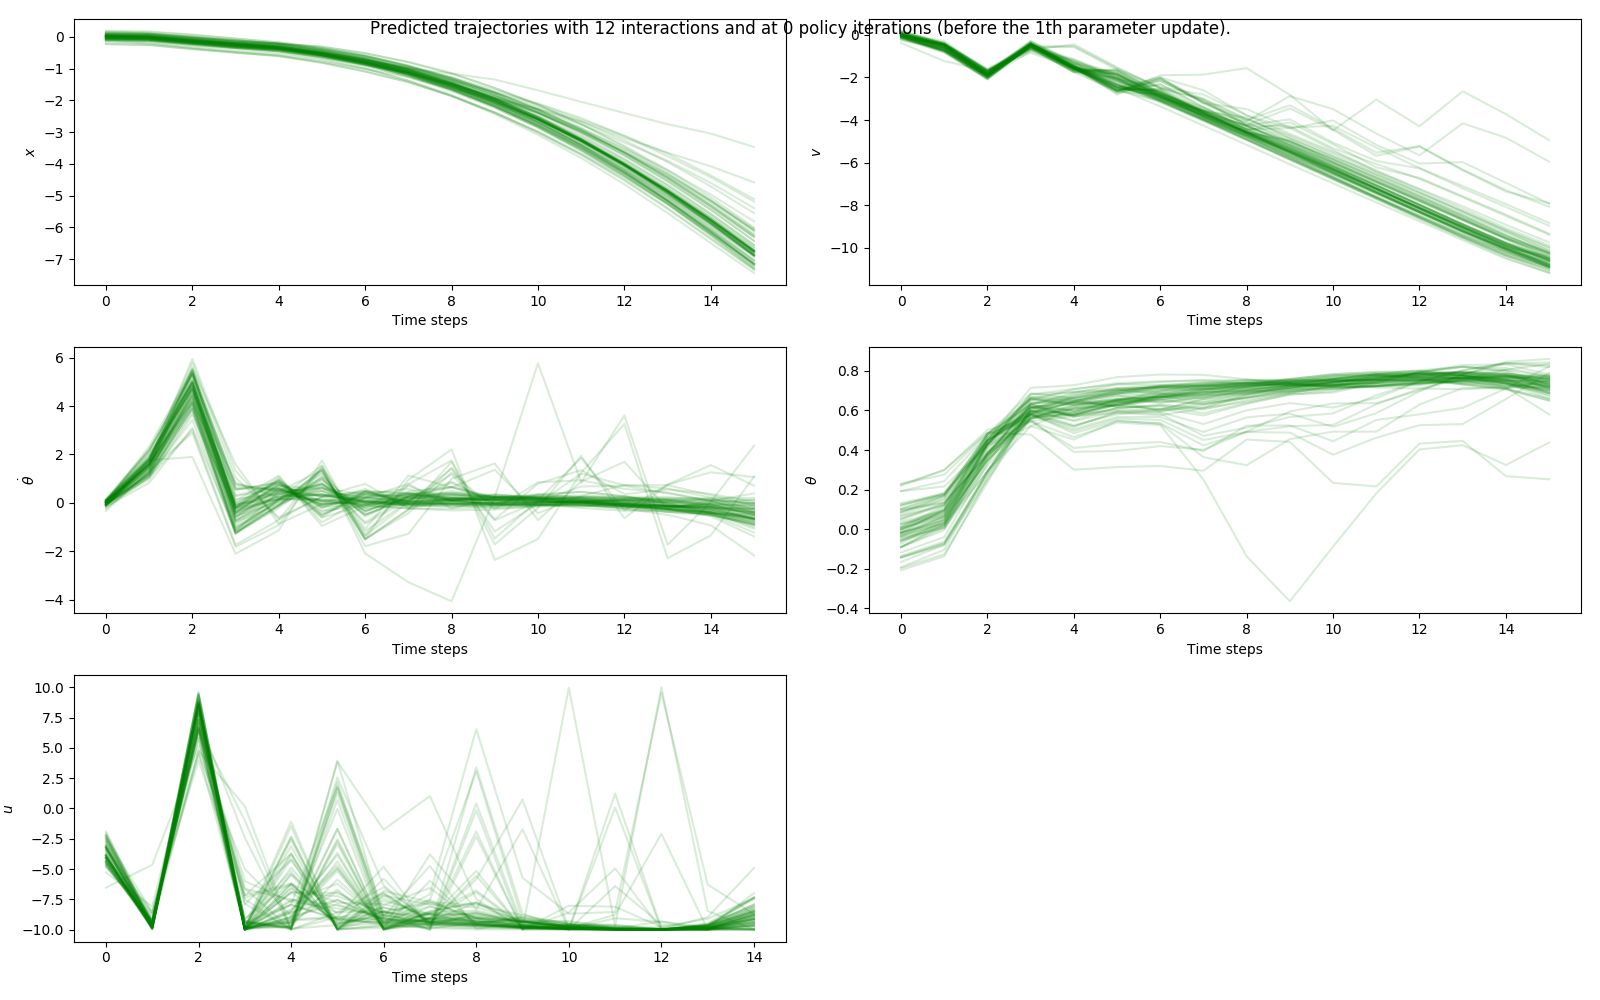 Predicted trajectories with 12 interactions and at 0 policy iterations (before the 1th parameter update).
0
−1
−2
−3
−4
−5
−6
−7
x
0 2 4 6 8 10 12 14
Time steps
0
−2
−4
−6
−8
−10
v
0 2 4 6 8 10 12 14
Time steps
6
4
2
0
−2
−4
θ̇
0 2 4 6 8 10 12 14
Time steps
0.8
0.6
0.4
0.2
0.0
−0.2
−0.4
θ
0 2 4 6 8 10 12 14
Time steps
10.0
7.5
5.0
2.5
0.0
−2.5
−5.0
−7.5
−10.0
u
0 2 4 6 8 10 12 14
Time steps